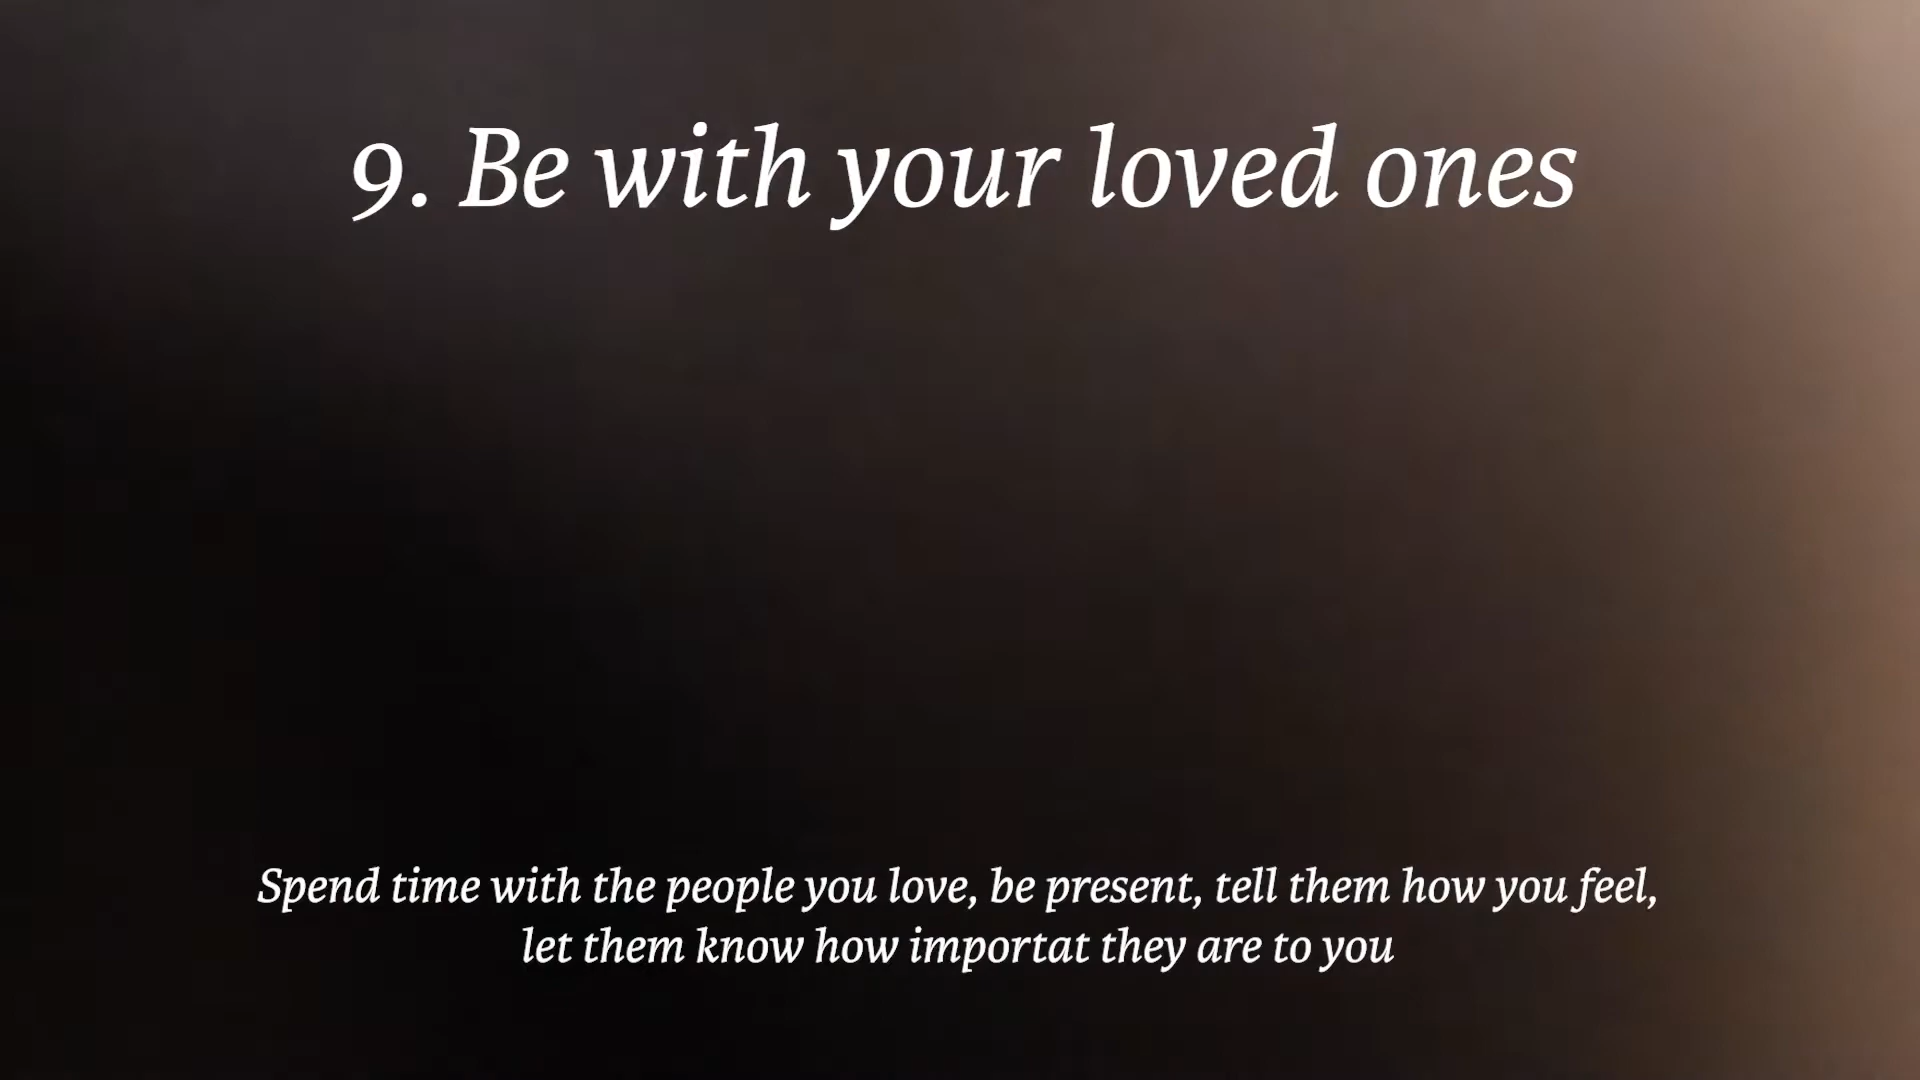 9. Be with your loved ones
Spend time with the people you love, be present, tell them how you feel,
let them know how importat they are to you